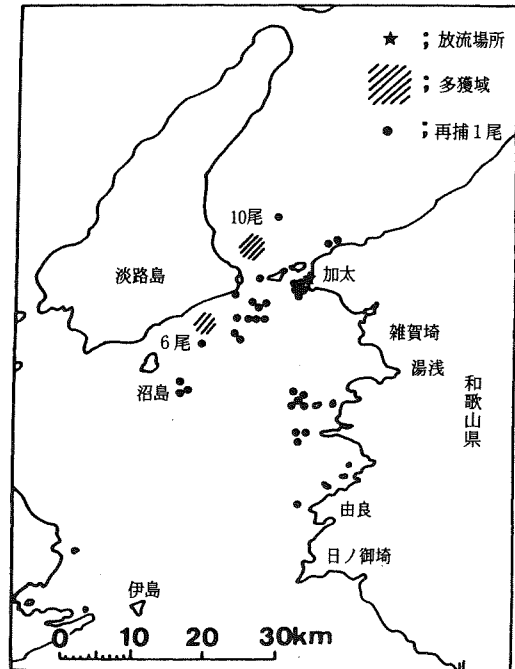 ★ ; 放流場所
; 多獲域
● ; 再捕1尾
10尾
淡路島
加太
6尾
雑賀埼
湯浅
沼島
和歌山県
由良
日ノ御埼
伊島
0 10 20 30km